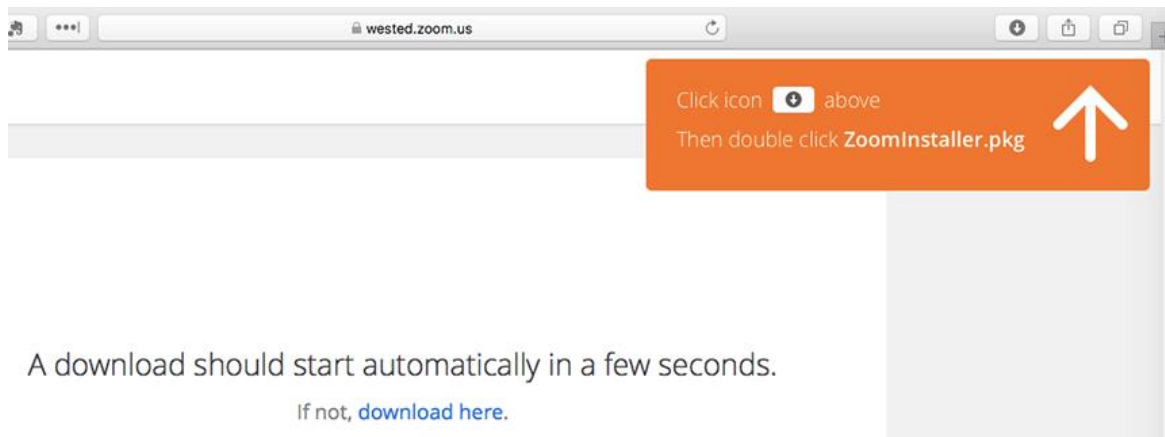 wested.zoom.us
Click icon above
Then double click ZoomInstaller.pkg
A download should start automatically in a few seconds.
If not, download here.